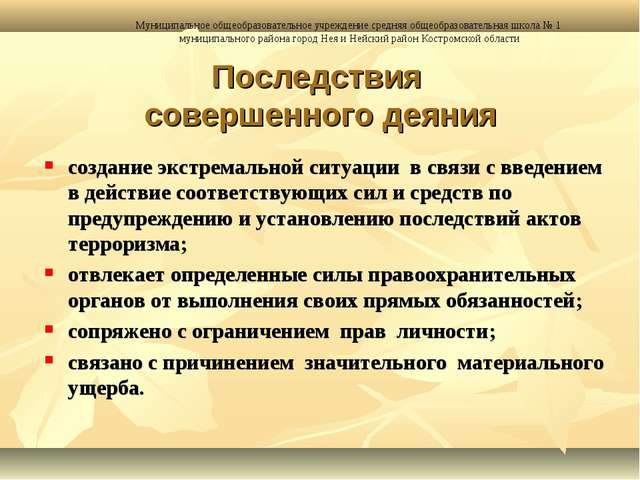 Муниципальное общеобразовательное учреждение средняя общеобразовательная школа № 1
муниципального района город Нея и Нейский район Костромской области
Последствия
совершенного деяния
создание экстремальной ситуации в связи с введением
в действие соответствующих сил и средств по
предупреждению и установлению последствий актов
терроризма;
отвлекает определенные силы правоохранительных
органов от выполнения своих прямых обязанностей;
сопряжено с ограничением прав личности;
связано с причинением значительного материального
ущерба.